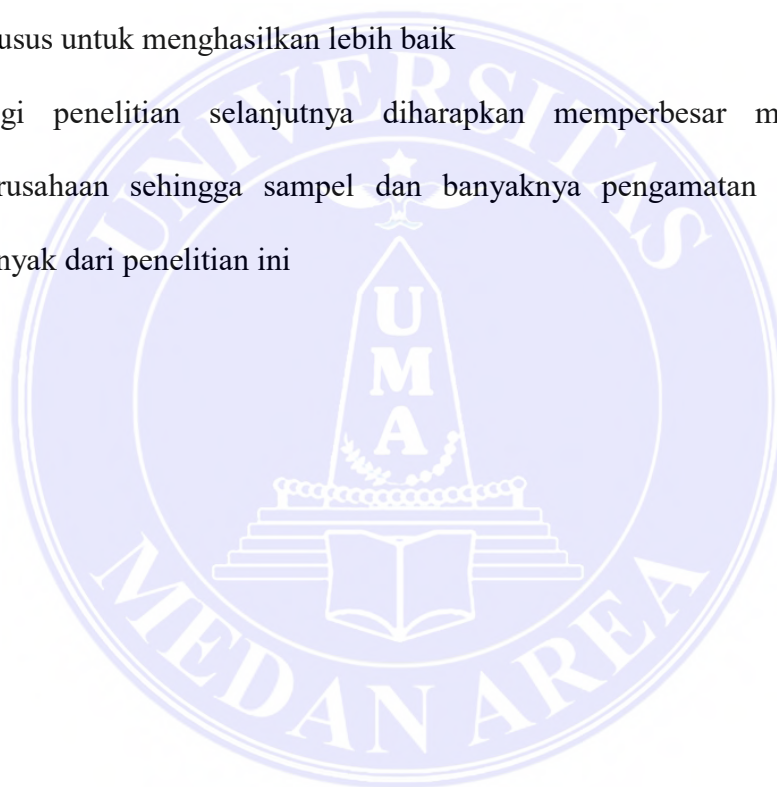 usus untuk menghasilkan lebih baik
gi penelitian selanjutnya diharapkan memperbesar m
rusahaan sehingga sampel dan banyaknya pengamatan
nyak dari penelitian ini
UNIVERSITAS
UMA
MEDAN AREA